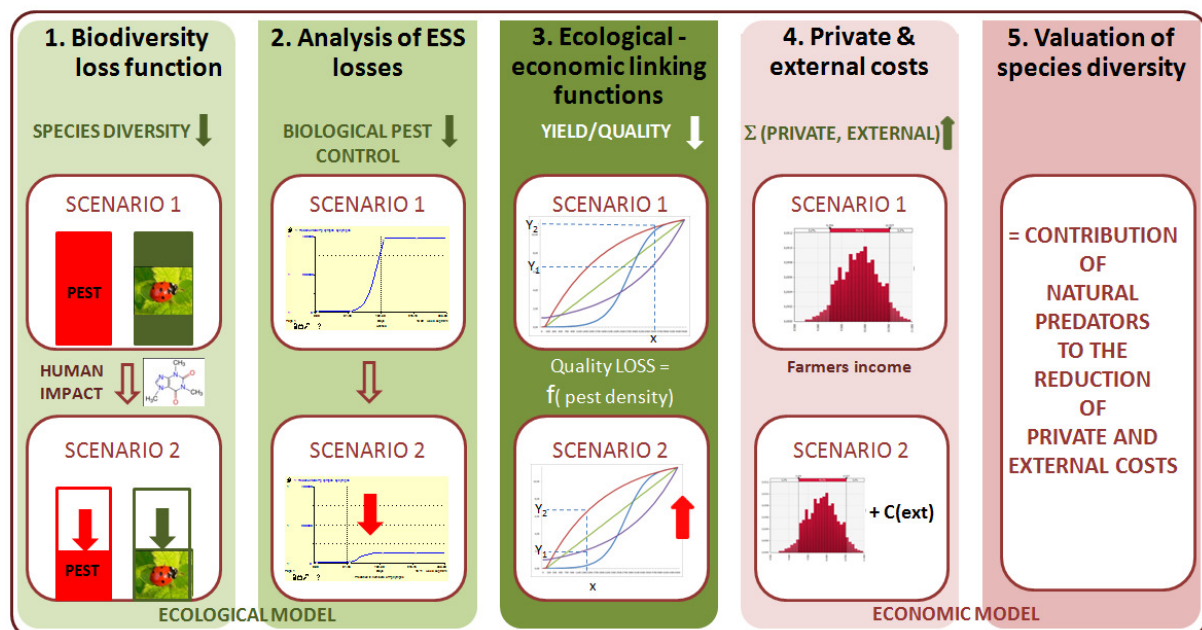 1. Biodiversity
loss function
SPECIES DIVERSITY
SCENARIO 1
PEST
HUMAN
IMPACT
CH₃
H₃C
N
N
O
N
N
CH₃
O
SCENARIO 2
PEST
2. Analysis of ESS
losses
BIOLOGICAL PEST
CONTROL
SCENARIO 1
SCENARIO 2
ECOLOGICAL MODEL
3. Ecological -
economic linking
functions
YIELD/QUALITY
SCENARIO 1
Y₂
Y₁
X
Quality LOSS =
f( pest density)
SCENARIO 2
Y₂
Y₁
X
4. Private &
external costs
Σ (PRIVATE, EXTERNAL)
SCENARIO 1
Farmers income
SCENARIO 2
+ C(ext)
ECONOMIC MODEL
5. Valuation of
species diversity
= CONTRIBUTION
OF
NATURAL
PREDATORS
TO THE
REDUCTION
OF
PRIVATE AND
EXTERNAL COSTS